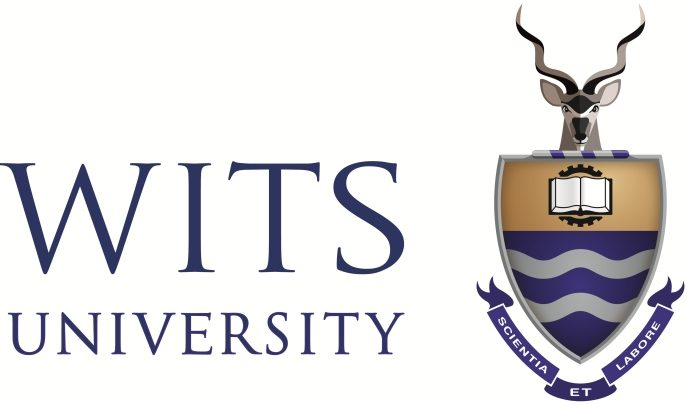 WITS
UNIVERSITY
SCIENTIA
ET
LABORE